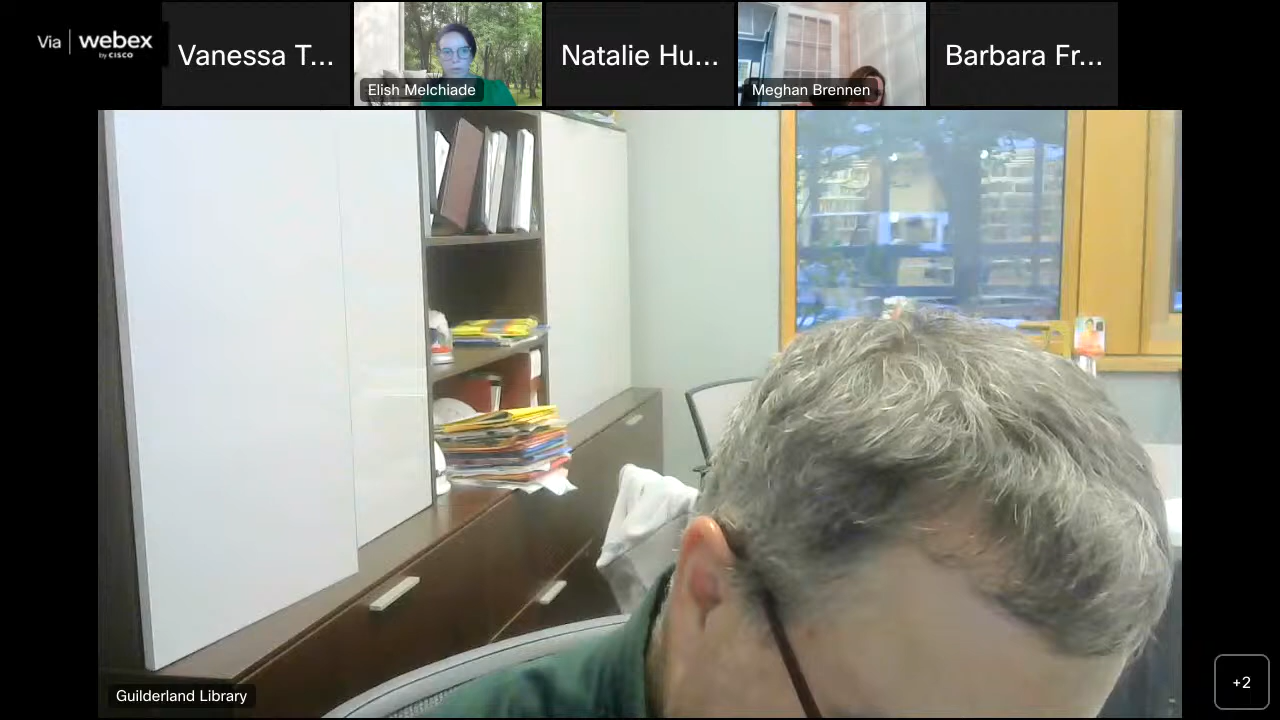 Via webex
by CISCO
Vanessa T...
Elish Melchiade
Natalie Hu...
Meghan Brennen
Barbara Fr...
Guilderland Library
+2